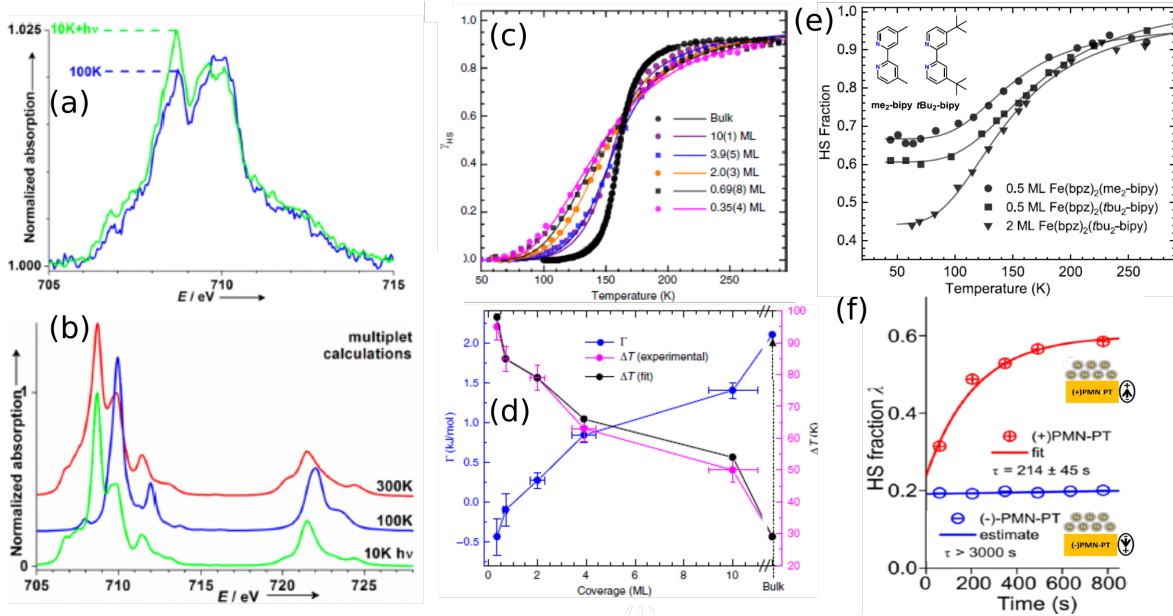 (a)
1.025
10K+hν
100K
Normalized absorption
1.000
705
710
715
E / eV
(b)
multiplet
calculations
300K
100K
10K hν
Normalized absorption
1
0
705
710
715
720
725
E / eV
(c)
γHS
1.0
0.8
0.6
0.4
0.2
0.0
Bulk
10(1) ML
3.9(5) ML
2.0(3) ML
0.69(8) ML
0.35(4) ML
50
100
150
200
250
Temperature (K)
(d)
Γ (kJ/mol)
2.0
1.5
1.0
0.5
0.0
−0.5
Γ
ΔT (experimental)
ΔT (fit)
100
90
80
70
60
50
40
30
20
ΔT(K)
0
2
4
6
8
10
Bulk
Coverage (ML)
(e)
HS Fraction
1.0
0.9
0.8
0.7
0.6
0.5
0.4
N
N
N
N
me2-bipy
tBu2-bipy
0.5 ML Fe(bpz)2(me2-bipy)
0.5 ML Fe(bpz)2(tbu2-bipy)
2 ML Fe(bpz)2(tbu2-bipy)
50
100
150
200
250
Temperature (K)
(f)
HS fraction λ
0.6
0.4
0.2
0.0
(+)PMN PT
(+)PMN-PT
fit
τ = 214 ± 45 s
(-)-PMN-PT
estimate
τ > 3000 s
(-)PMN-PT
0
200
400
600
800
Time (s)